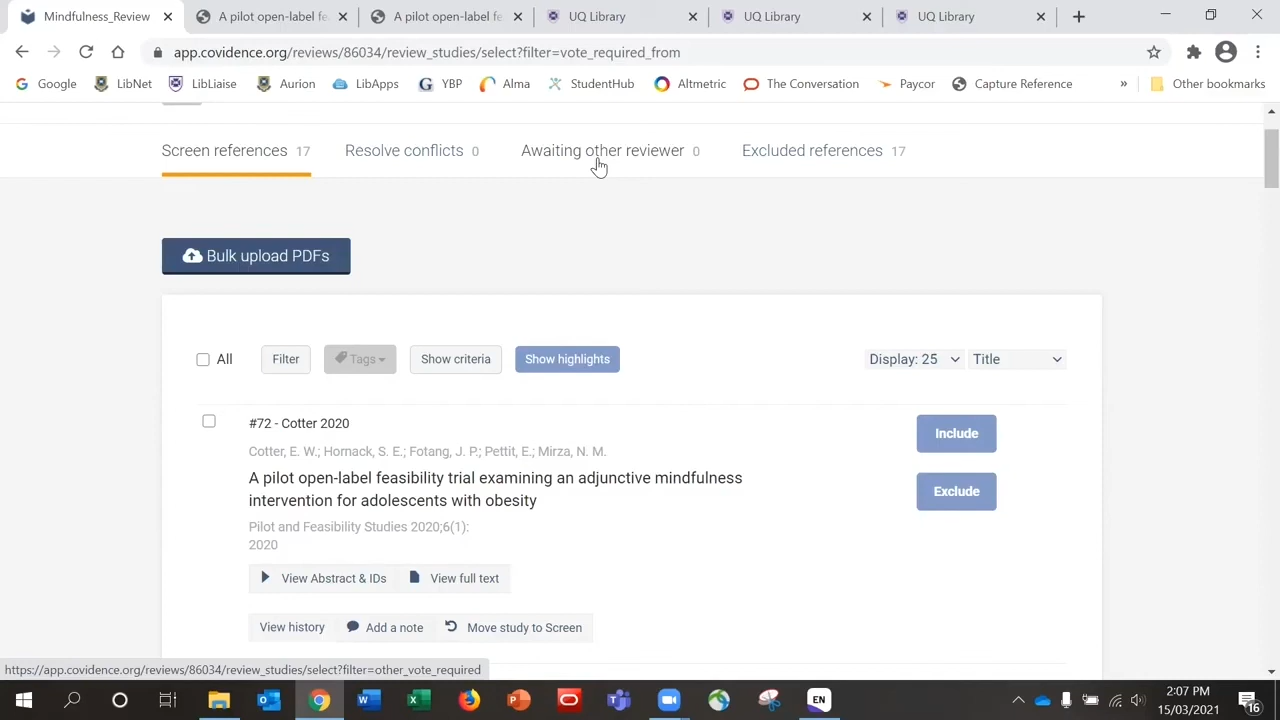 Mindfulness_Review
A pilot open-label fe
A pilot open-label fe
UQ Library
UQ Library
UQ Library
app.covidence.org/reviews/86034/review_studies/select?filter=vote_required_from
Google LibNet LibLiaise Aurion LibApps YBP Alma StudentHub Altmetric The Conversation Paycor Capture Reference » Other bookmarks
Screen references 17 Resolve conflicts 0 Awaiting other reviewer 0 Excluded references 17
Bulk upload PDFs
All Filter Tags Show criteria Show highlights Display: 25 Title
#72 - Cotter 2020
Include
Cotter, E. W.; Hornack, S. E.; Fotang, J. P.; Pettit, E.; Mirza, N. M.
A pilot open-label feasibility trial examining an adjunctive mindfulness
intervention for adolescents with obesity
Exclude
Pilot and Feasibility Studies 2020;6(1):
2020
View Abstract & IDs View full text
View history Add a note Move study to Screen
https://app.covidence.org/reviews/86034/review_studies/select?filter=other_vote_required
EN
2:07 PM
15/03/2021
16